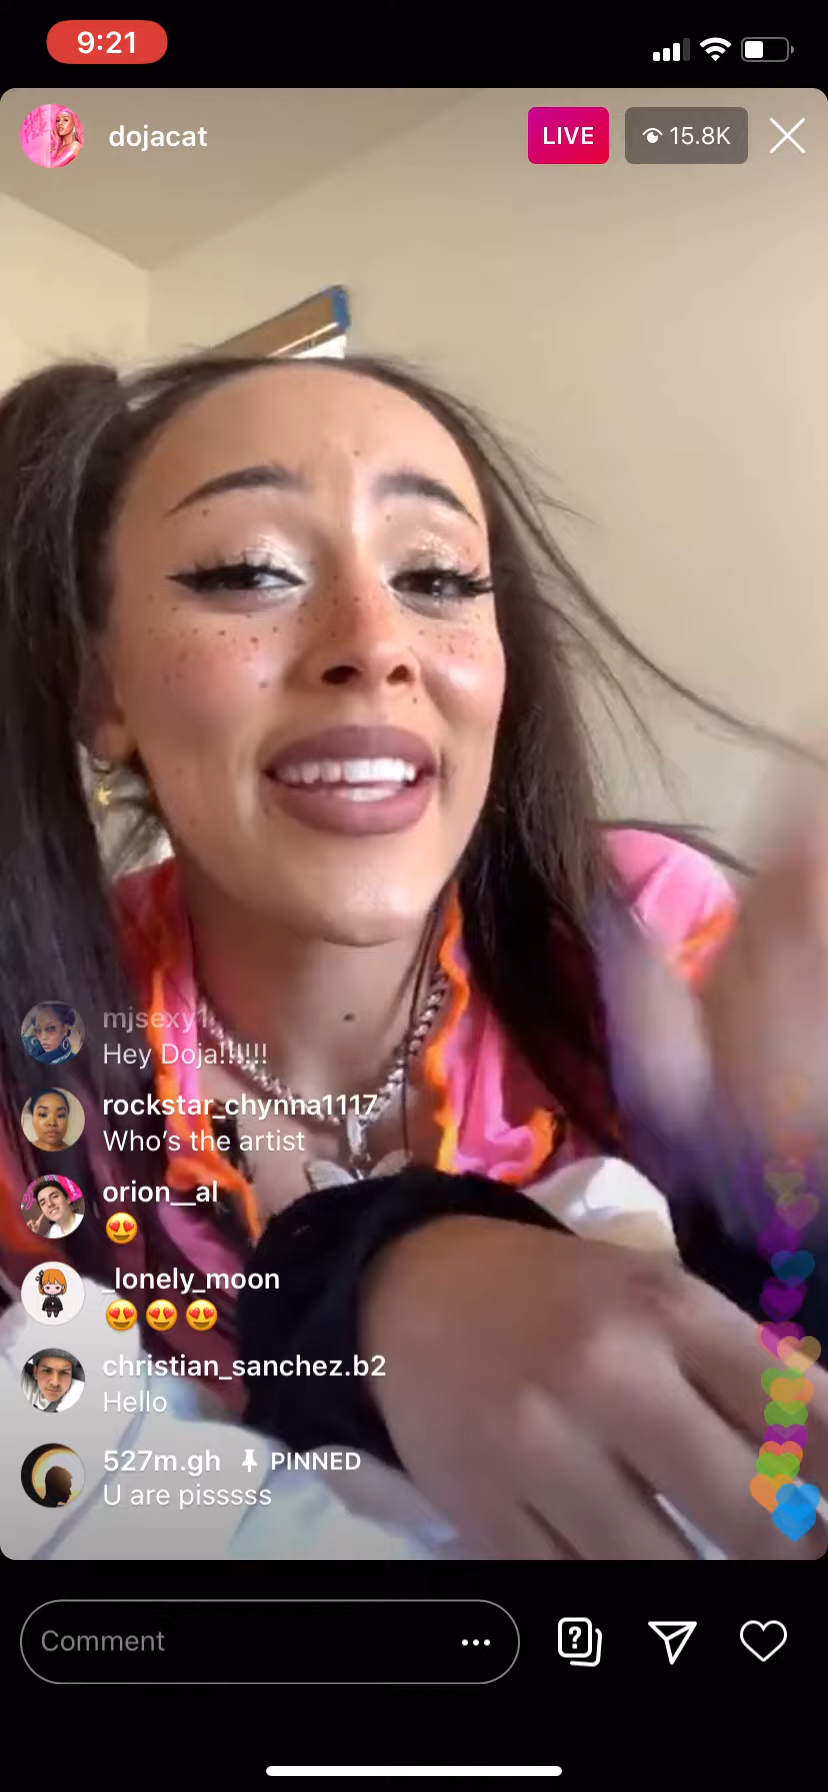 9:21
dojacat
LIVE
15.8K
mjsexy1
Hey Doja!!!!!!
rockstar_chynna1117
Who's the artist
orion__al
😍
_lonely_moon
😍😍😍
christian_sanchez.b2
Hello
527m.gh PINNED
U are pisssss
Comment